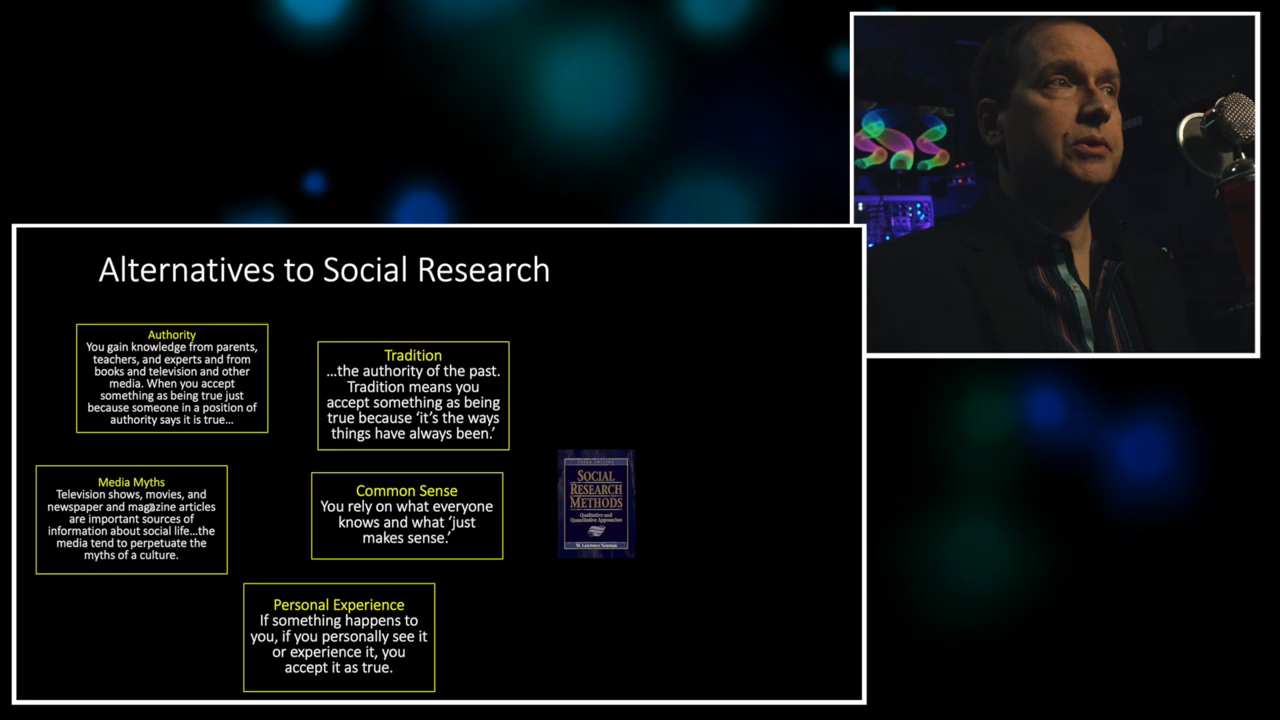 Alternatives to Social Research
Authority
You gain knowledge from parents,
teachers, and experts and from
books and television and other
media. When you accept
something as being true just
because someone in a position of
authority says it is true...
Tradition
...the authority of the past.
Tradition means you
accept something as being
true because ‘it’s the ways
things have always been.’
Media Myths
Television shows, movies, and
newspaper and magazine articles
are important sources of
information about social life...the
media tend to perpetuate the
myths of a culture.
Common Sense
You rely on what everyone
knows and what ‘just
makes sense.’
SOCIAL
RESEARCH
METHODS
Qualitative and
Quantitative Approaches
W. Lawrence Neuman
Personal Experience
If something happens to
you, if you personally see it
or experience it, you
accept it as true.